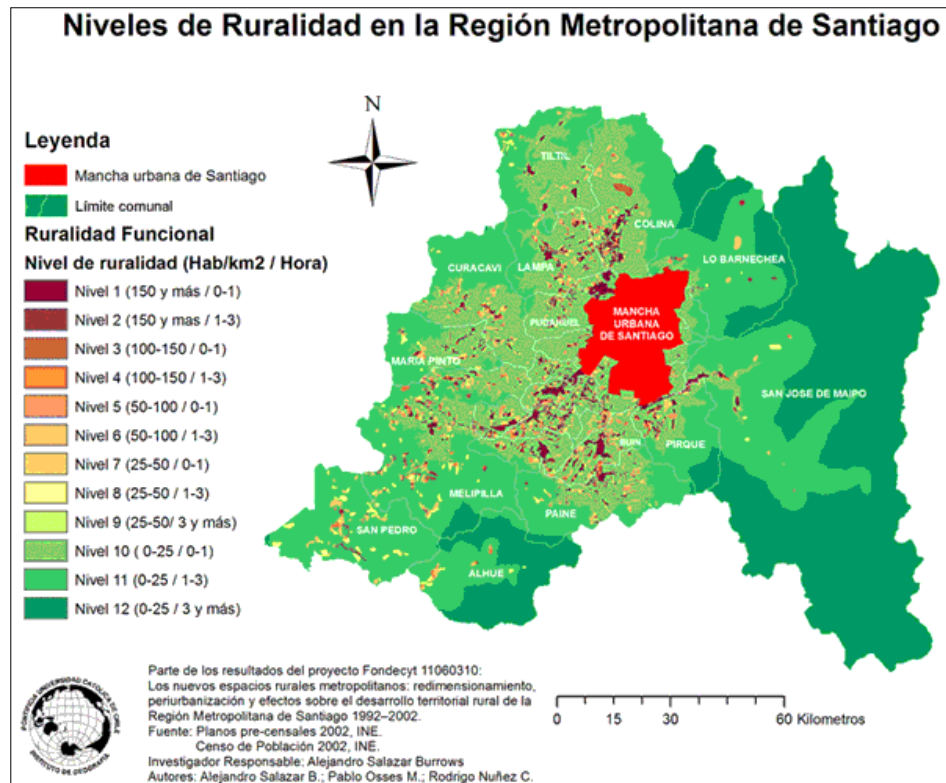 Niveles de Ruralidad en la Región Metropolitana de Santiago
N
Leyenda
Mancha urbana de Santiago
Límite comunal
Ruralidad Funcional
Nivel de ruralidad (Hab/km2 / Hora)
Nivel 1 (150 y más / 0-1)
Nivel 2 (150 y mas / 1-3)
Nivel 3 (100-150 / 0-1)
Nivel 4 (100-150 / 1-3)
Nivel 5 (50-100 / 0-1)
Nivel 6 (50-100 / 1-3)
Nivel 7 (25-50 / 0-1)
Nivel 8 (25-50 / 1-3)
Nivel 9 (25-50/ 3 y más)
Nivel 10 ( 0-25 / 0-1)
Nivel 11 (0-25 / 1-3)
Nivel 12 (0-25 / 3 y más)
TILTIL
COLINA
LO BARNECHEA
CURACAVI
LAMPA
PUDAHUEL
MANCHA
URBANA
DE SANTIAGO
MARIA PINTO
SAN JOSE DE MAIPO
BUIN
PIRQUE
MELIPILLA
PAINE
SAN PEDRO
ALHUE
PONTIFICIA UNIVERSIDAD CATOLICA DE CHILE
INSTITUTO DE GEOGRAFIA
Parte de los resultados del proyecto Fondecyt 11060310:
Los nuevos espacios rurales metropolitanos: redimensionamiento,
periurbanización y efectos sobre el desarrollo territorial rural de la
Región Metropolitana de Santiago 1992–2002.
Fuente: Planos pre-censales 2002, INE.
Censo de Población 2002, INE.
Investigador Responsable: Alejandro Salazar Burrows
Autores: Alejandro Salazar B.; Pablo Osses M.; Rodrigo Nuñez C.
0 15 30 60 Kilometros